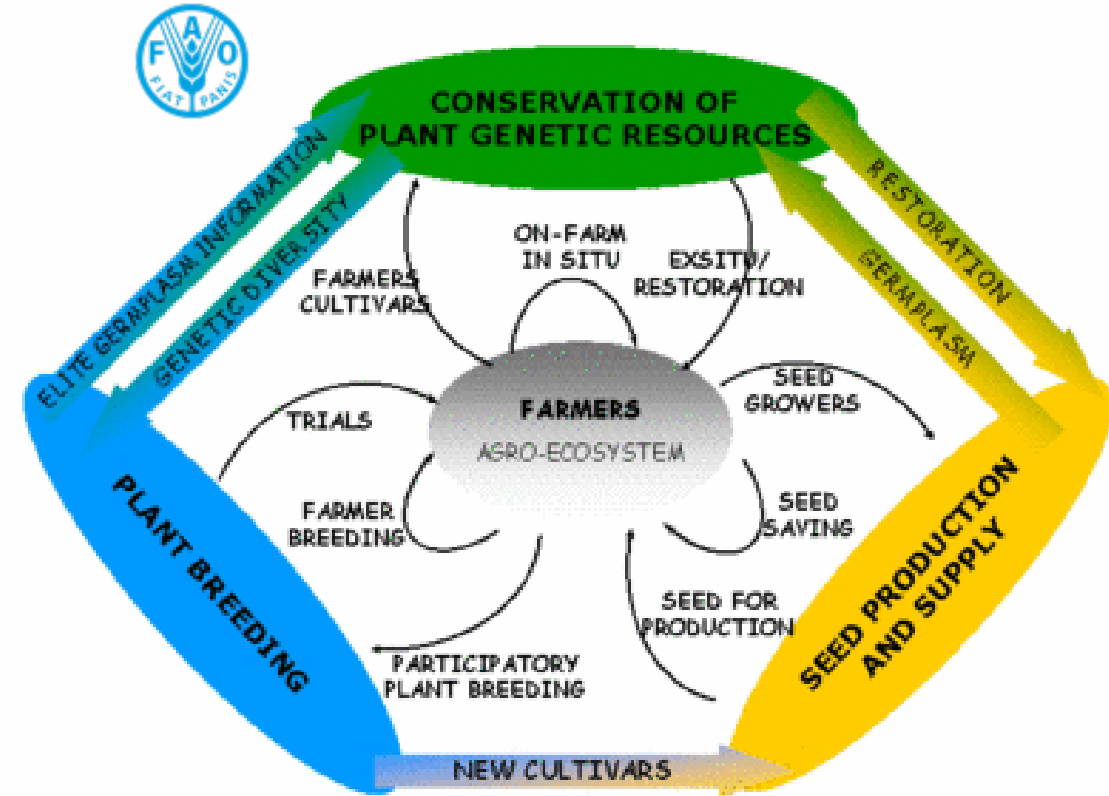 FAO
FIAT PANIS
CONSERVATION OF
PLANT GENETIC RESOURCES
ELITE GERMPLASM INFORMATION
GENETIC DIVERSITY
RESTORATION
GERMPLASM
FARMERS
CULTIVARS
ON-FARM
IN SITU
EXSITU/
RESTORATION
FARMERS
AGRO-ECOSYSTEM
TRIALS
SEED
GROWERS
FARMER
BREEDING
SEED
SAVING
PARTICIPATORY
PLANT BREEDING
SEED FOR
PRODUCTION
PLANT BREEDING
SEED PRODUCTION
AND SUPPLY
NEW CULTIVARS